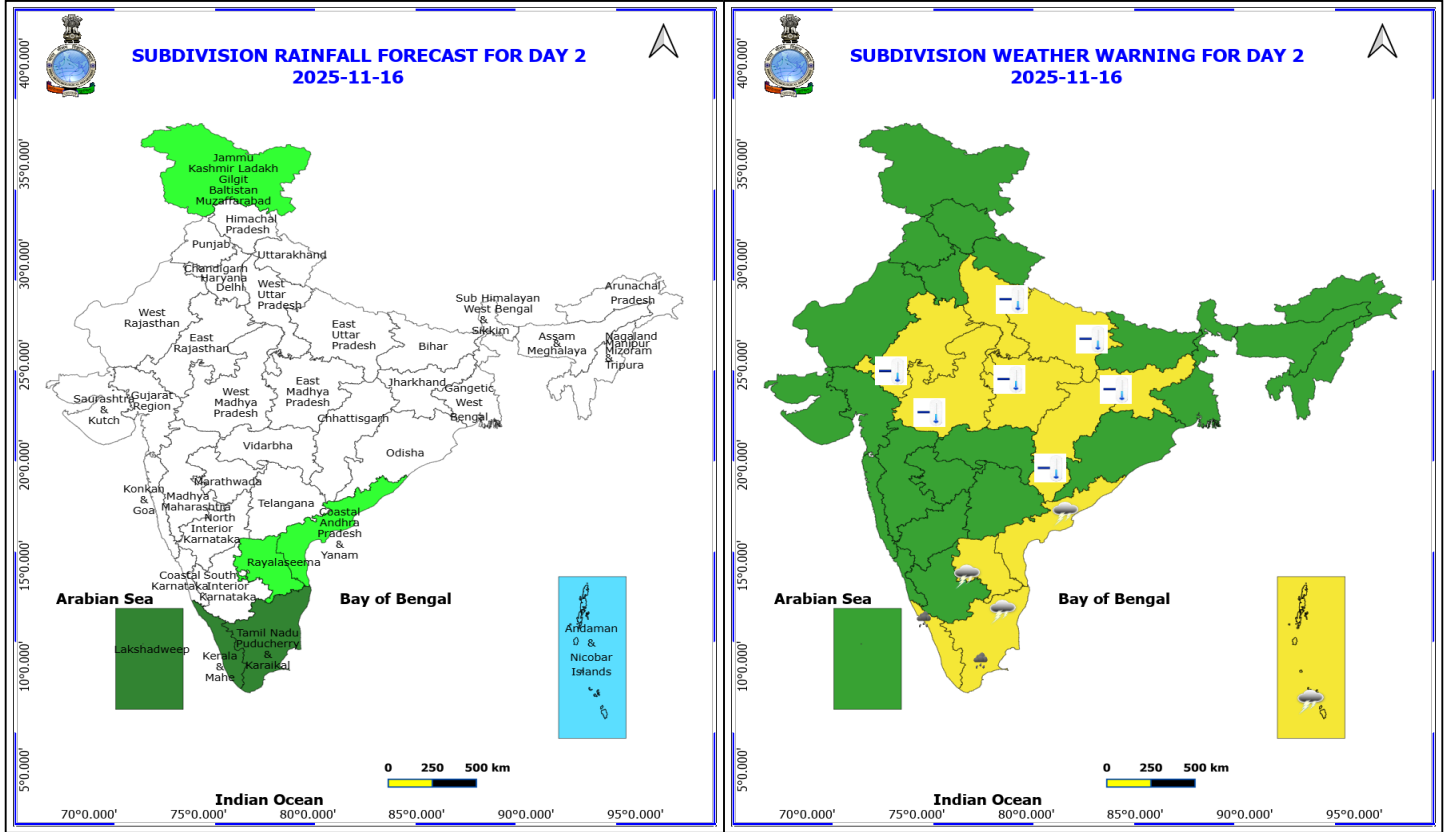 SUBDIVISION RAINFALL FORECAST FOR DAY 2
2025-11-16
40°0.000'
35°0.000'
30°0.000'
25°0.000'
20°0.000'
15°0.000'
10°0.000'
5°0.000'
Jammu
Kashmir Ladakh
Gilgit
Baltistan
Muzaffarabad
Himachal
Pradesh
Punjab
Uttarakhand
Chandigarh
Haryana
Delhi
West
Uttar
Pradesh
West
Rajasthan
East
Rajasthan
East
Uttar
Pradesh
Bihar
Sub Himalayan
West Bengal
&
Sikkim
Arunachal
Pradesh
Assam
&
Meghalaya
Nagaland
Manipur
Mizoram
&
Tripura
Saurashtra
&
Kutch
Gujarat
Region
West
Madhya
Pradesh
East
Madhya
Pradesh
Jharkhand
Gangetic
West
Bengal
Chhattisgarh
Vidarbha
Odisha
Konkan
&
Goa
Madhya
Maharashtra
Marathwada
Telangana
North
Interior
Karnataka
Coastal
Andhra
Pradesh
&
Yanam
Rayalaseema
Coastal
Karnataka
South
Interior
Karnataka
Arabian Sea
Bay of Bengal
Lakshadweep
Kerala
&
Mahe
Tamil Nadu
Puducherry
&
Karaikal
Andaman
&
Nicobar
Islands
0 250 500 km
Indian Ocean
70°0.000' 75°0.000' 80°0.000' 85°0.000' 90°0.000' 95°0.000'
SUBDIVISION WEATHER WARNING FOR DAY 2
2025-11-16
40°0.000'
35°0.000'
30°0.000'
25°0.000'
20°0.000'
15°0.000'
10°0.000'
5°0.000'
Arabian Sea
Bay of Bengal
0 250 500 km
Indian Ocean
70°0.000' 75°0.000' 80°0.000' 85°0.000' 90°0.000' 95°0.000'